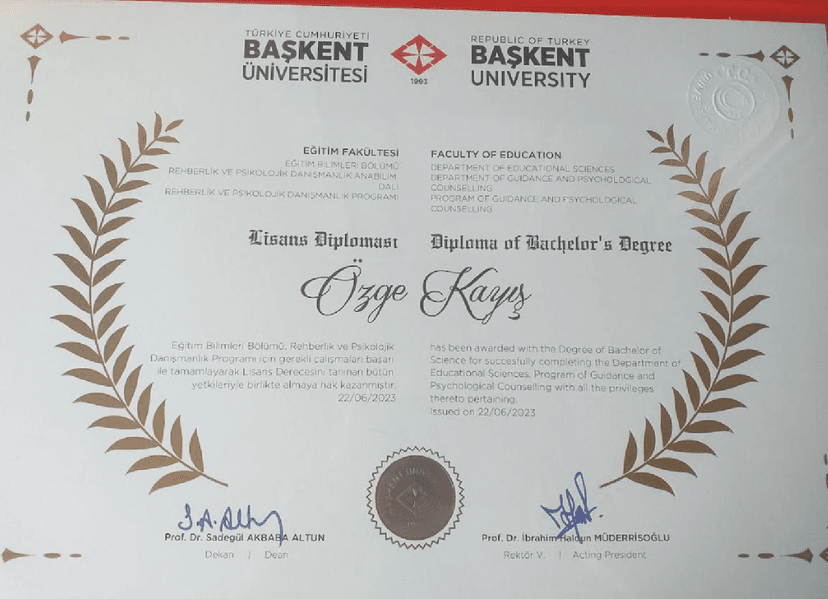 TÜRKİYE CUMHURİYETİ
BAŞKENT
ÜNİVERSİTESİ
1993
REPUBLIC OF TURKEY
BAŞKENT
UNIVERSITY
EĞİTİM FAKÜLTESİ
EĞİTİM BİLİMLERİ BÖLÜMÜ
REHBERLİK VE PSİKOLOJİK DANIŞMANLIK ANABİLİM
DALI
REHBERLİK VE PSİKOLOJİK DANIŞMANLIK PROGRAMI
FACULTY OF EDUCATION
DEPARTMENT OF EDUCATIONAL SCIENCES
DEPARTMENT OF GUIDANCE AND PSYCHOLOGICAL
COUNSELLING
PROGRAM OF GUIDANCE AND PSYCHOLOGICAL
COUNSELLING
Lisans Diploması
Diploma of Bachelor's Degree
Özge Kayış
Eğitim Bilimleri Bölümü, Rehberlik ve Psikolojik
Danışmanlık Programı için gerekli çalışmaları başarı
ile tamamlayarak Lisans Derecesini tanınan bütün
yetkileriyle birlikte almaya hak kazanmıştır.
22/06/2023
has been awarded with the Degree of Bachelor of
Science for succesfully completing the Department of
Educational Sciences, Program of Guidance and
Psychological Counselling with all the privileges
thereto pertaining.
Issued on 22/06/2023
Prof. Dr. Sadegül AKBABA ALTUN
Dekan | Dean
Prof. Dr. İbrahim Haldun MÜDERRİSOĞLU
Rektör V. | Acting President